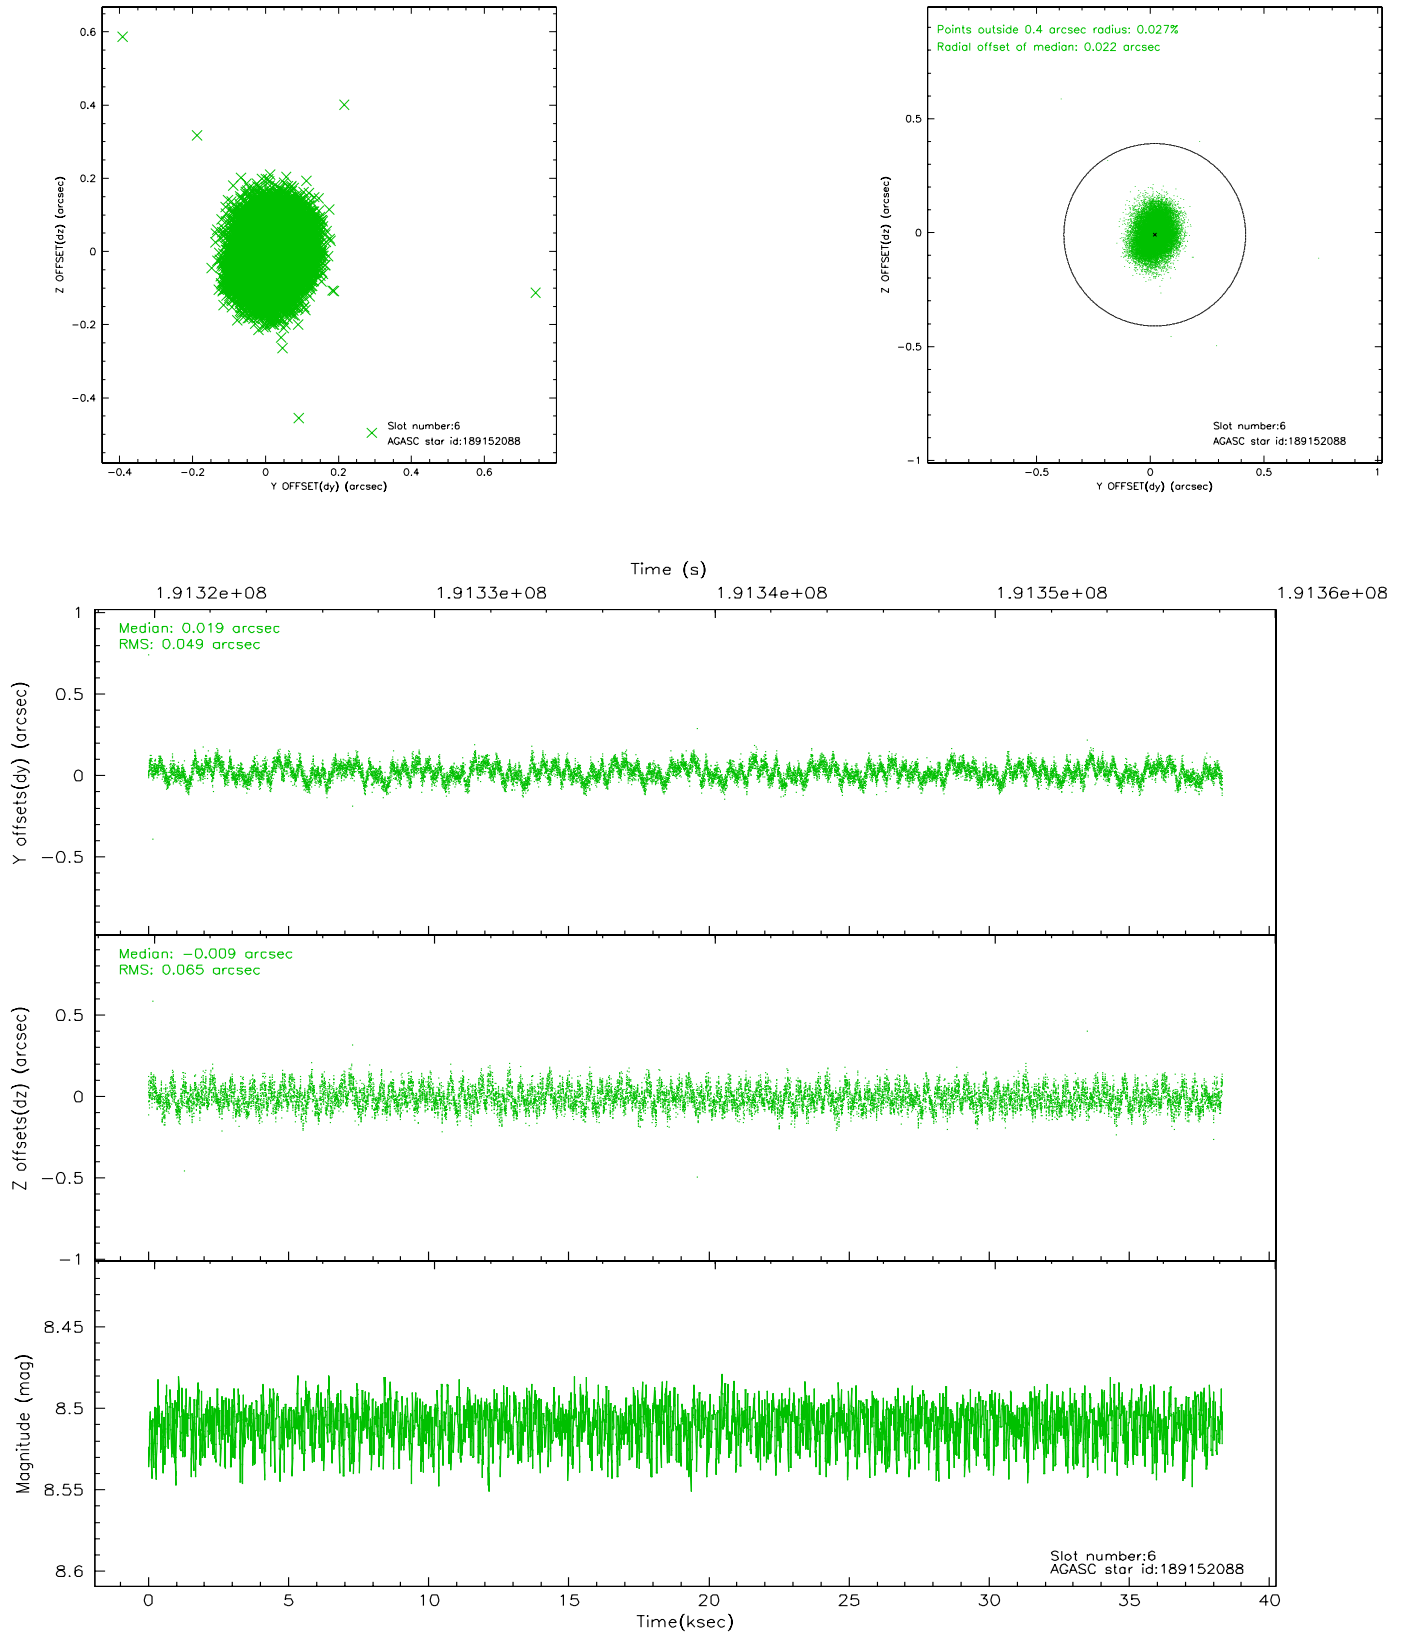 0.6
0.4
0.2
0
−0.2
−0.4
Z OFFSET(dz) (arcsec)
Slot number:6
AGASC star id:189152088
−0.4 −0.2 0 0.2 0.4 0.6
Y OFFSET(dy) (arcsec)
Points outside 0.4 arcsec radius: 0.027%
Radial offset of median: 0.022 arcsec
0.5
0
−0.5
−1
Z OFFSET(dz) (arcsec)
Slot number:6
AGASC star id:189152088
−0.5 0 0.5 1
Y OFFSET(dy) (arcsec)
Time (s)
1.9132e+08 1.9133e+08 1.9134e+08 1.9135e+08 1.9136e+08
Median: 0.019 arcsec
RMS: 0.049 arcsec
1
0.5
0
−0.5
Y offsets(dy) (arcsec)
Median: −0.009 arcsec
RMS: 0.065 arcsec
0.5
0
−0.5
−1
Z offsets(dz) (arcsec)
8.45
8.5
8.55
8.6
Magnitude (mag)
Slot number:6
AGASC star id:189152088
0 5 10 15 20 25 30 35 40
Time(ksec)